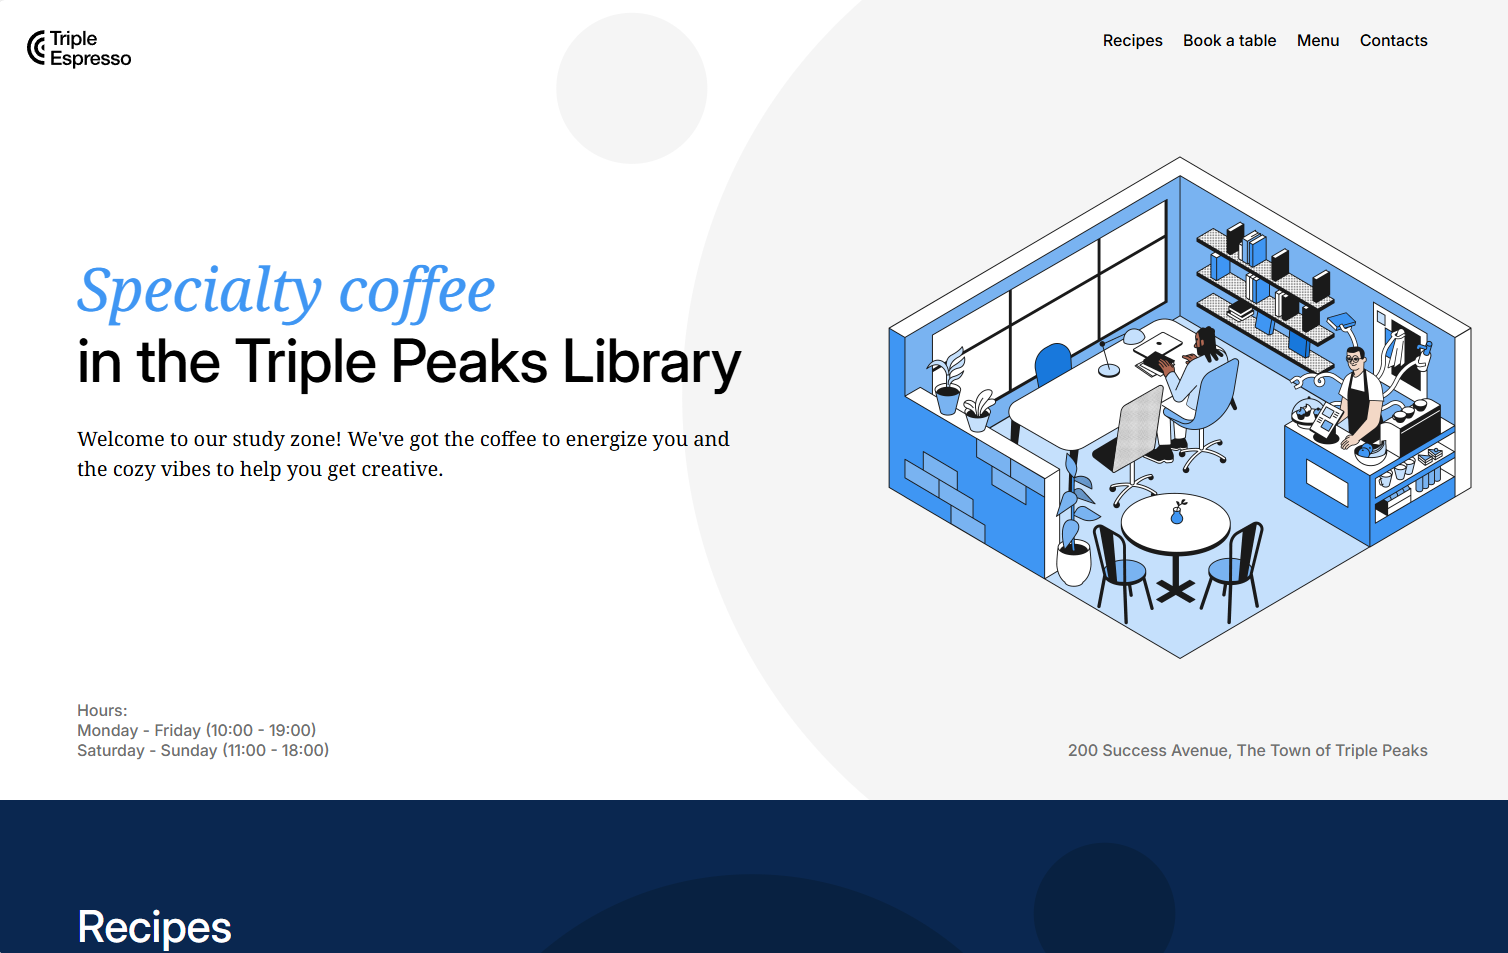 Triple
Espresso
Recipes Book a table Menu Contacts
Specialty coffee
in the Triple Peaks Library
Welcome to our study zone! We've got the coffee to energize you and
the cozy vibes to help you get creative.
Hours:
Monday - Friday (10:00 - 19:00)
Saturday - Sunday (11:00 - 18:00)
200 Success Avenue, The Town of Triple Peaks
Recipes